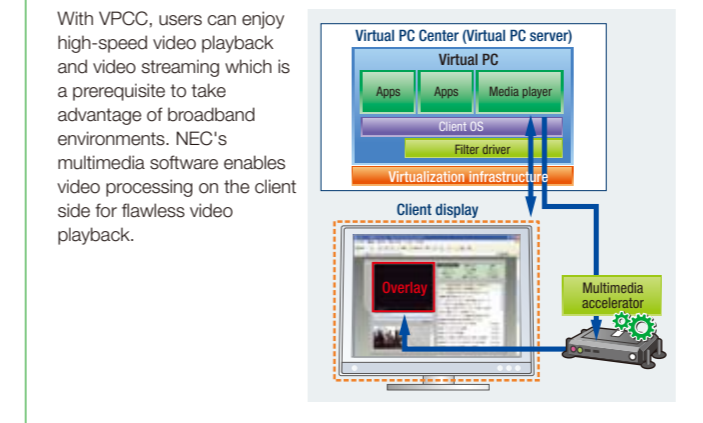 With VPCC, users can enjoy
high-speed video playback
and video streaming which is
a prerequisite to take
advantage of broadband
environments. NEC's
multimedia software enables
video processing on the client
side for flawless video
playback.
Virtual PC Center (Virtual PC server)
Virtual PC
Apps
Apps
Media player
Client OS
Filter driver
Virtualization infrastructure
Client display
Overlay
Multimedia
accelerator